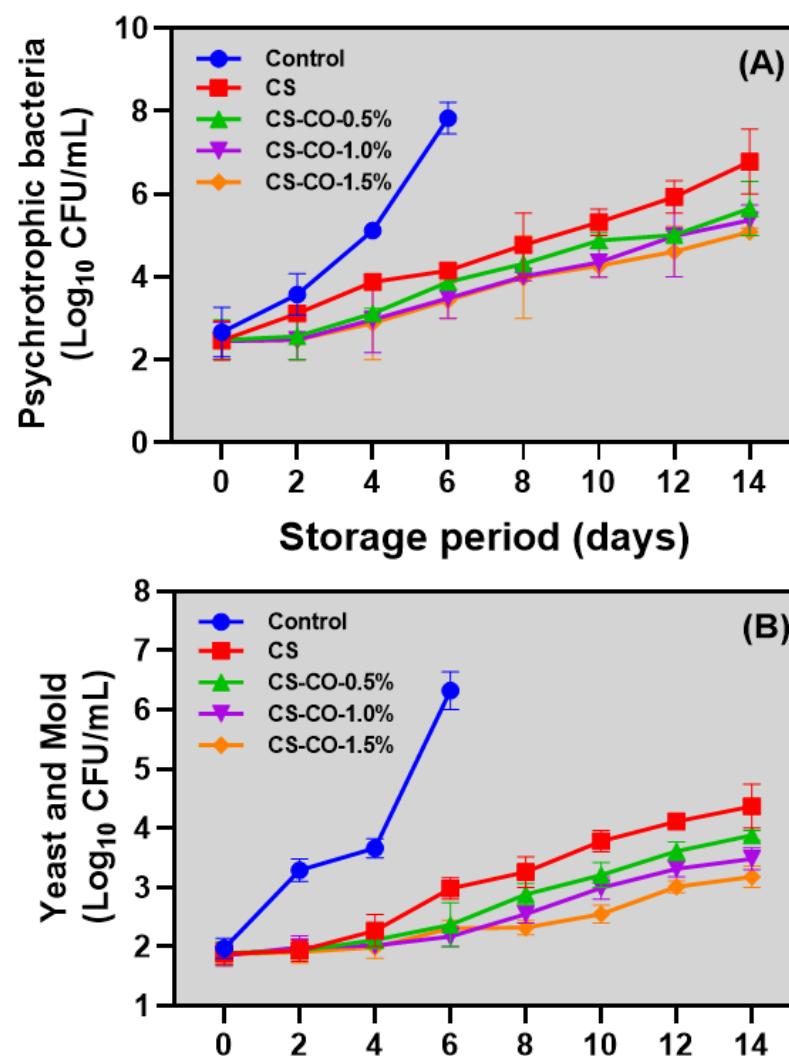 10
8
6
4
2
0
Psychrotrophic bacteria
(Log10 CFU/mL)
Control
CS
CS-CO-0.5%
CS-CO-1.0%
CS-CO-1.5%
(A)
0 2 4 6 8 10 12 14
Storage period (days)
8
7
6
5
4
3
2
1
Yeast and Mold
(Log10 CFU/mL)
Control
CS
CS-CO-0.5%
CS-CO-1.0%
CS-CO-1.5%
(B)
0 2 4 6 8 10 12 14